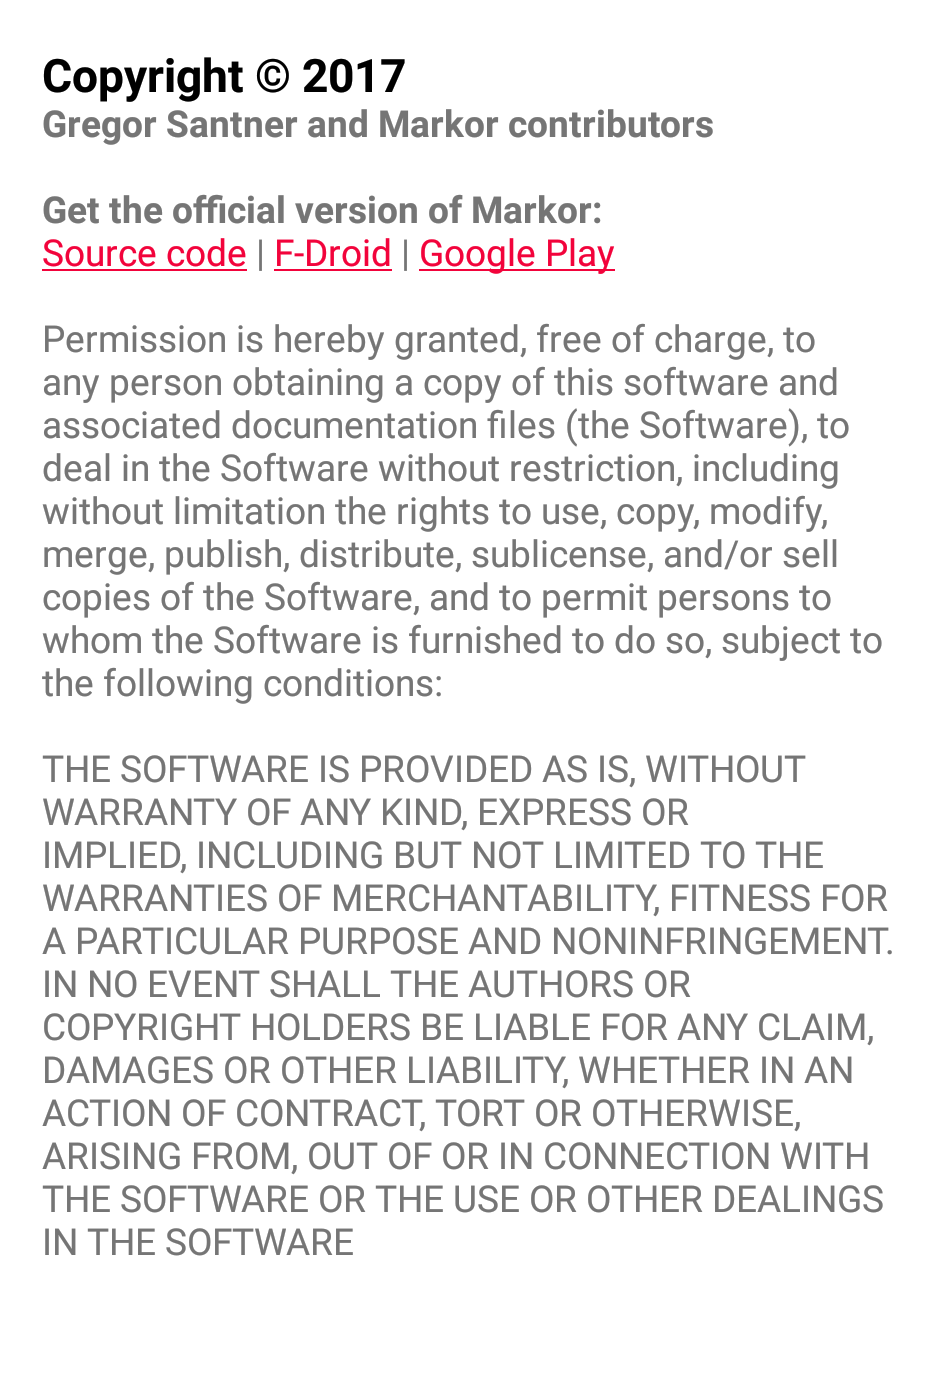 Copyright © 2017
Gregor Santner and Markor contributors
Get the official version of Markor:
Source code | F-Droid | Google Play
Permission is hereby granted, free of charge, to
any person obtaining a copy of this software and
associated documentation files (the Software), to
deal in the Software without restriction, including
without limitation the rights to use, copy, modify,
merge, publish, distribute, sublicense, and/or sell
copies of the Software, and to permit persons to
whom the Software is furnished to do so, subject to
the following conditions:
THE SOFTWARE IS PROVIDED AS IS, WITHOUT
WARRANTY OF ANY KIND, EXPRESS OR
IMPLIED, INCLUDING BUT NOT LIMITED TO THE
WARRANTIES OF MERCHANTABILITY, FITNESS FOR
A PARTICULAR PURPOSE AND NONINFRINGEMENT.
IN NO EVENT SHALL THE AUTHORS OR
COPYRIGHT HOLDERS BE LIABLE FOR ANY CLAIM,
DAMAGES OR OTHER LIABILITY, WHETHER IN AN
ACTION OF CONTRACT, TORT OR OTHERWISE,
ARISING FROM, OUT OF OR IN CONNECTION WITH
THE SOFTWARE OR THE USE OR OTHER DEALINGS
IN THE SOFTWARE